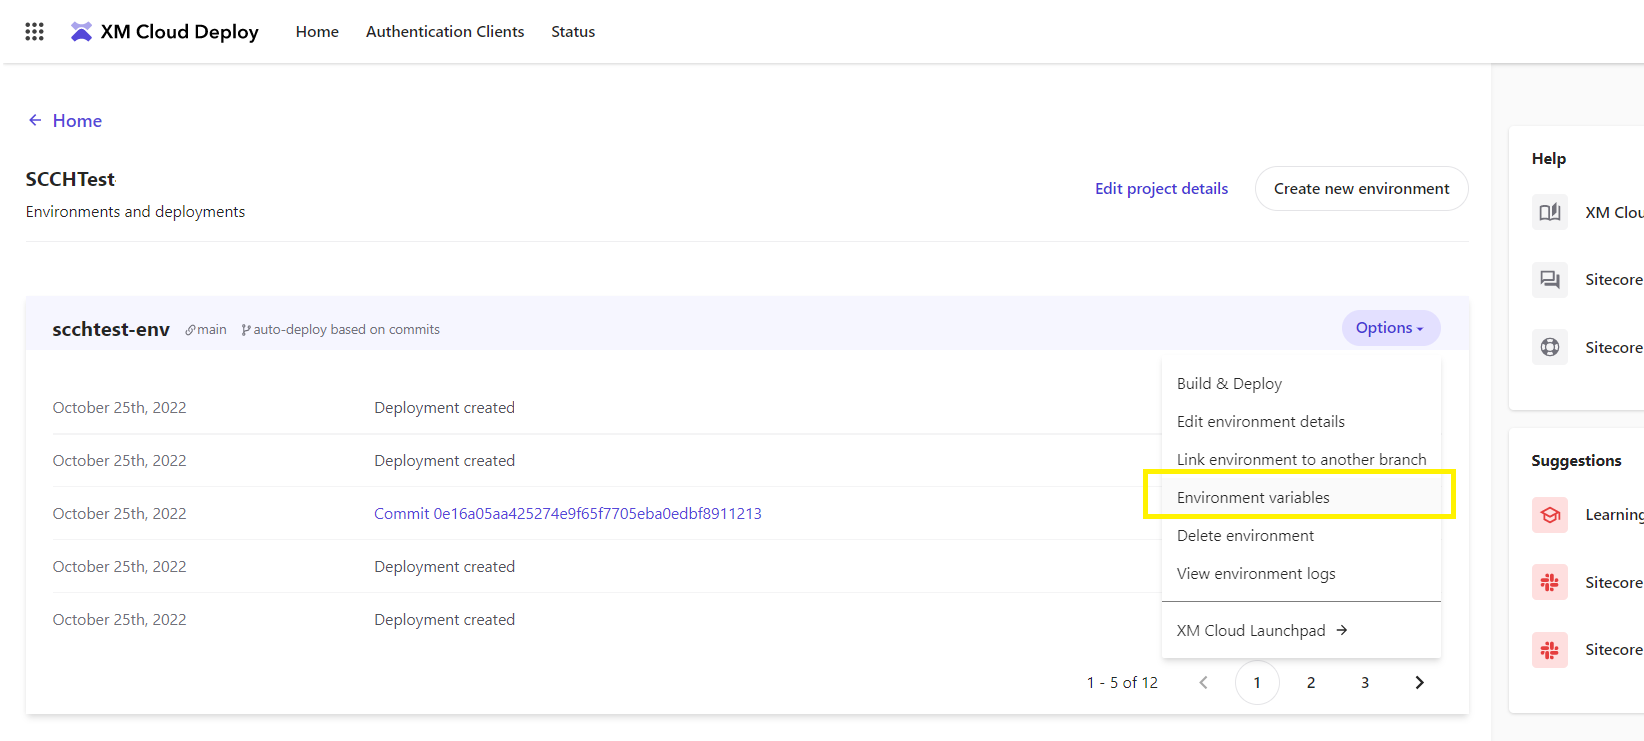 XM Cloud Deploy Home Authentication Clients Status
Home
SCCHTest
Environments and deployments
Edit project details
Create new environment
scchtest-env main auto-deploy based on commits
Options
October 25th, 2022 Deployment created
October 25th, 2022 Deployment created
October 25th, 2022 Commit 0e16a05aa425274e9f65f7705eba0edbf8911213
October 25th, 2022 Deployment created
October 25th, 2022 Deployment created
Build & Deploy
Edit environment details
Link environment to another branch
Environment variables
Delete environment
View environment logs
XM Cloud Launchpad
1 - 5 of 12 1 2 3
Help
XM Clou
Sitecore
Sitecore
Suggestions
Learning
Sitecore
Sitecore